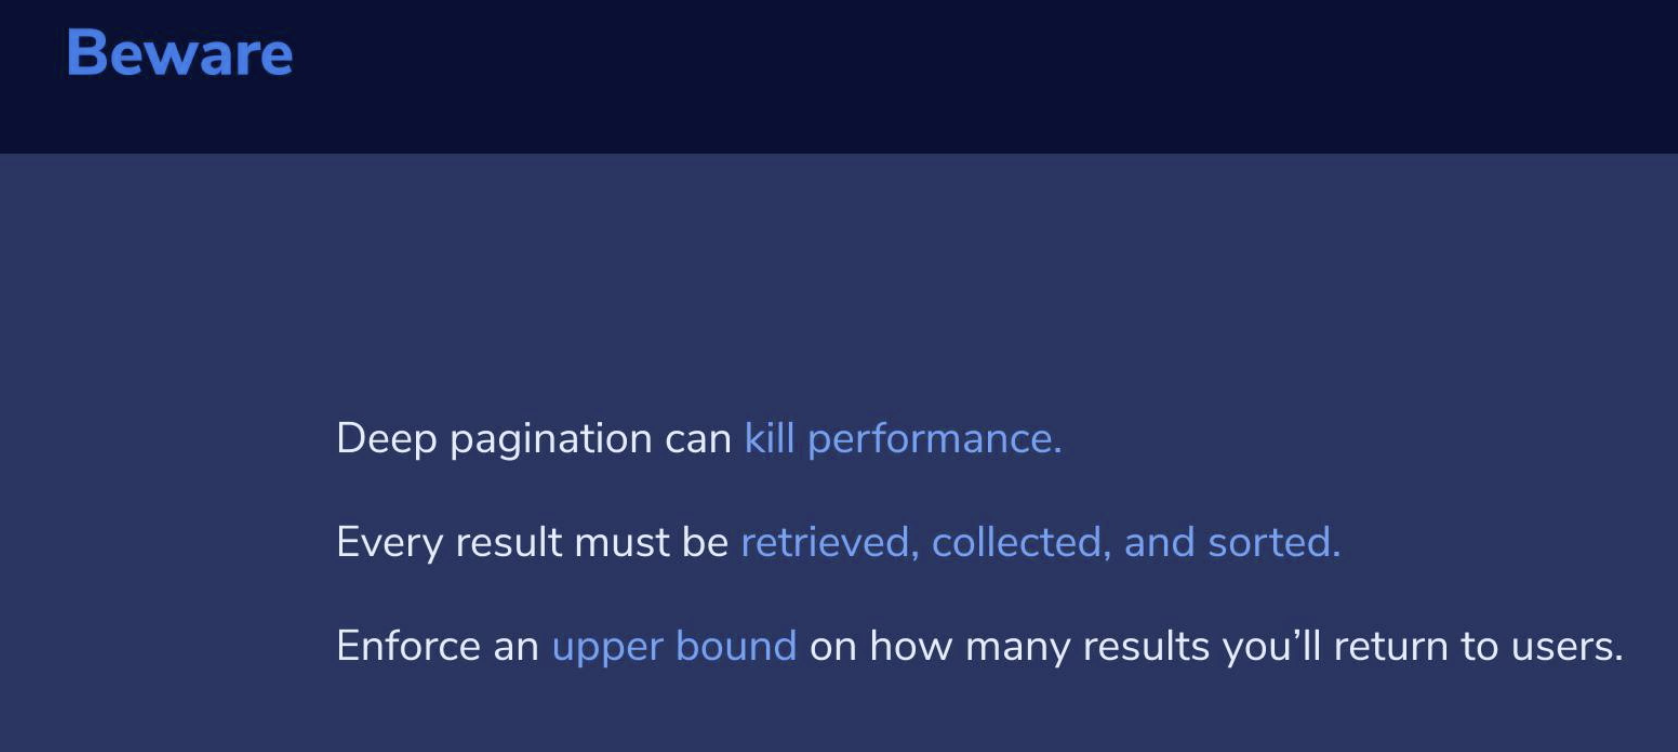 Beware
Deep pagination can kill performance.
Every result must be retrieved, collected, and sorted.
Enforce an upper bound on how many results you’ll return to users.